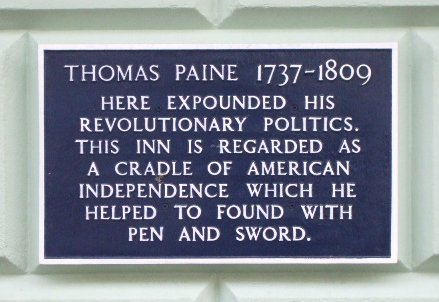 THOMAS PAINE 1737-1809
HERE EXPOUNDED HIS
REVOLUTIONARY POLITICS.
THIS INN IS REGARDED AS
A CRADLE OF AMERICAN
INDEPENDENCE WHICH HE
HELPED TO FOUND WITH
PEN AND SWORD.